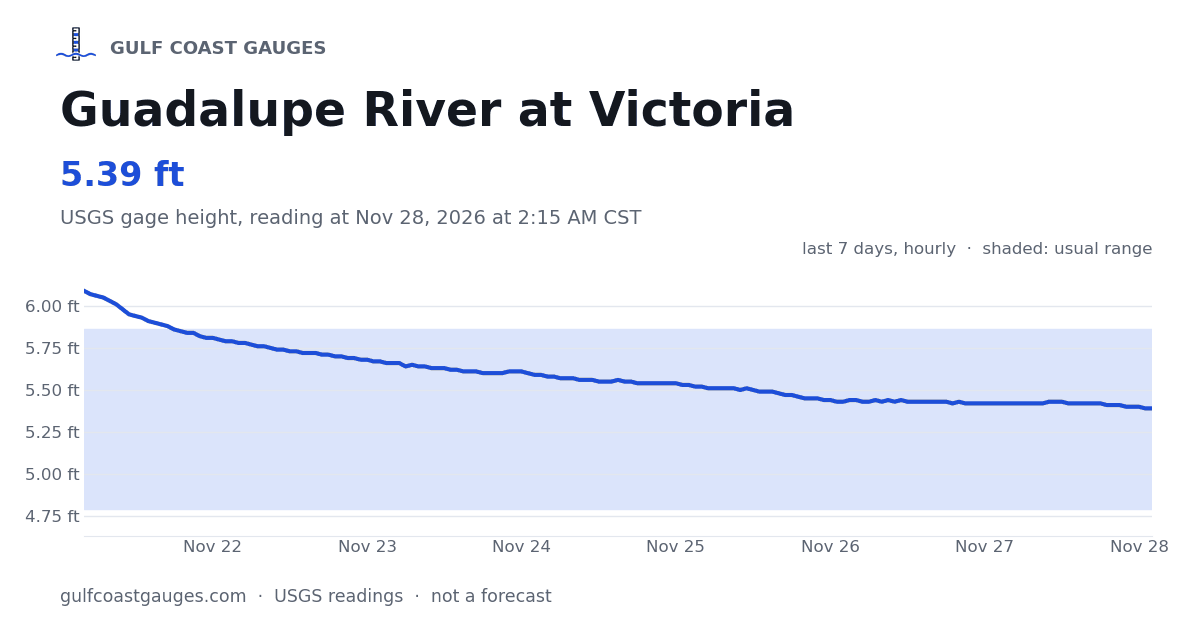 GULF COAST GAUGES
Guadalupe River at Victoria
5.39 ft
USGS gage height, reading at Nov 28, 2026 at 2:15 AM CST
last 7 days, hourly · shaded: usual range
6.00 ft
5.75 ft
5.50 ft
5.25 ft
5.00 ft
4.75 ft
Nov 22 Nov 23 Nov 24 Nov 25 Nov 26 Nov 27 Nov 28
gulfcoastgauges.com · USGS readings · not a forecast